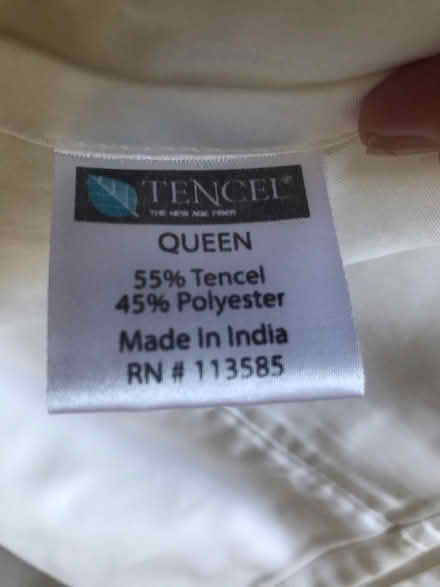 TENCEL®
THE NEW AGE FIBER
QUEEN
55% Tencel
45% Polyester
Made In India
RN # 113585